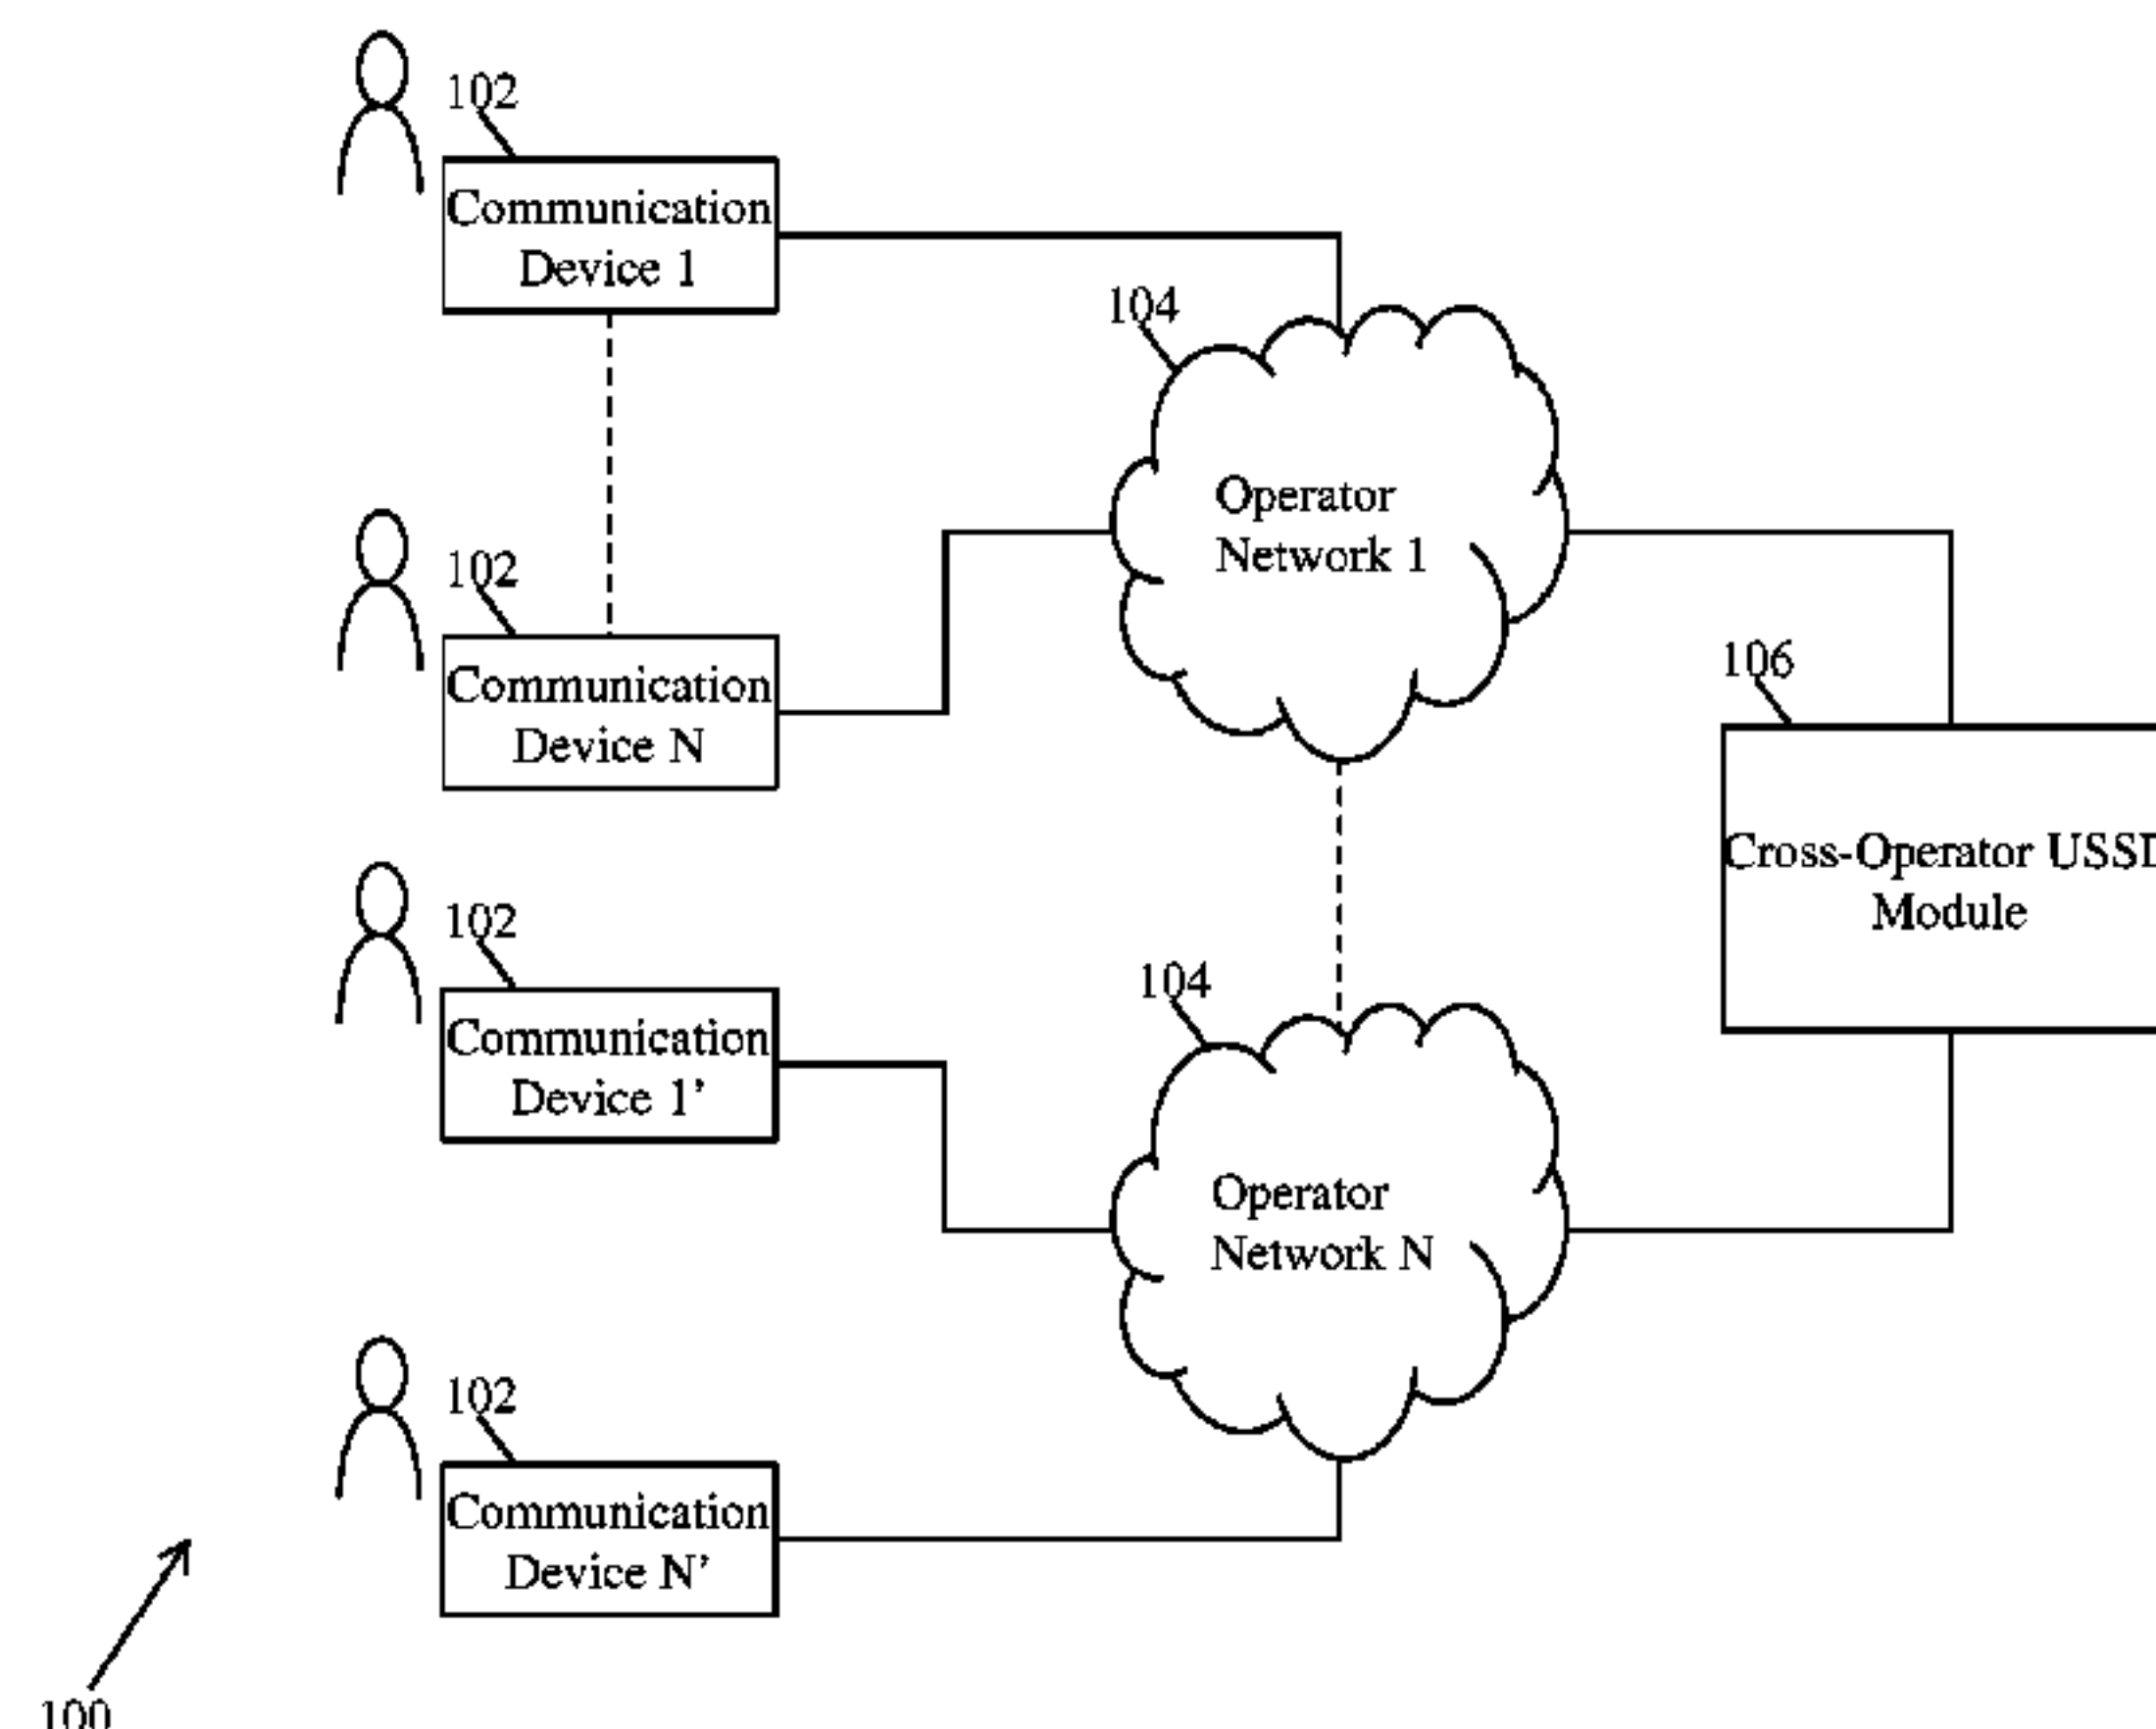 102
Communication
Device 1
104
Operator
Network 1
102
Communication
Device N
106
Cross-Operator USSD
Module
102
Communication
Device 1’
104
Operator
Network N
102
Communication
Device N’
100